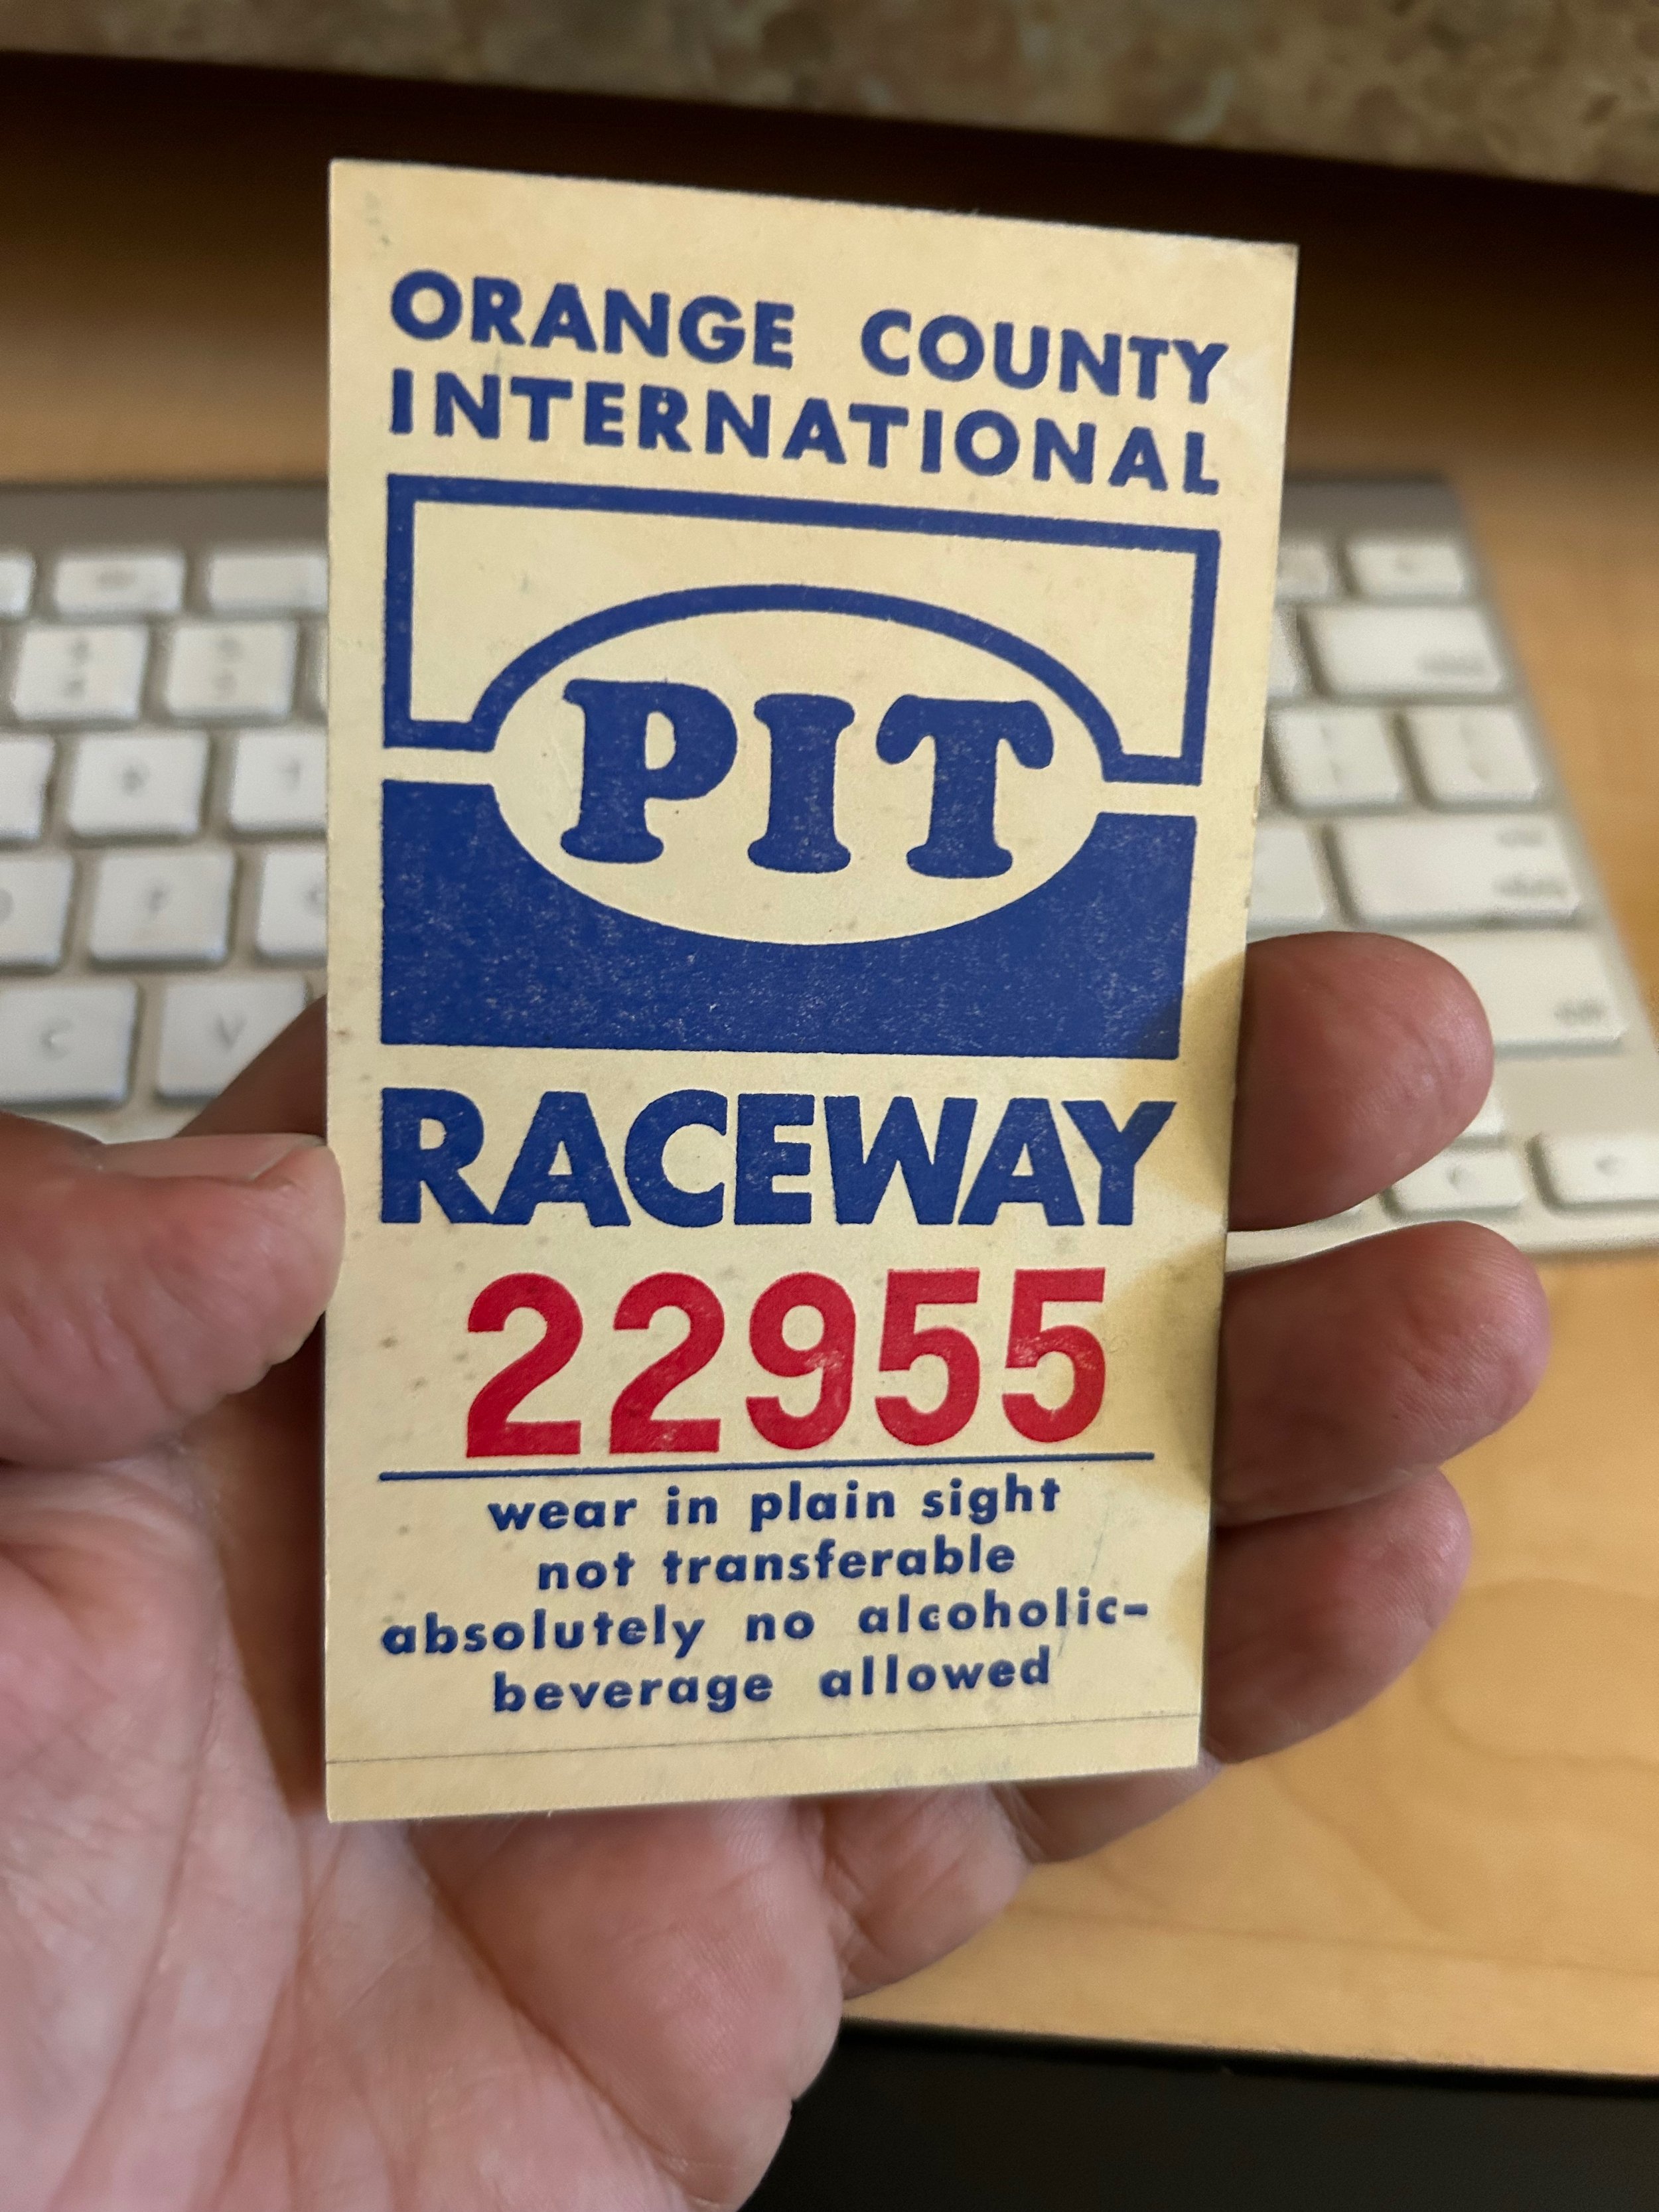 ORANGE COUNTY
INTERNATIONAL
PIT
RACEWAY
22955
wear in plain sight
not transferable
absolutely no alcoholic-
beverage allowed